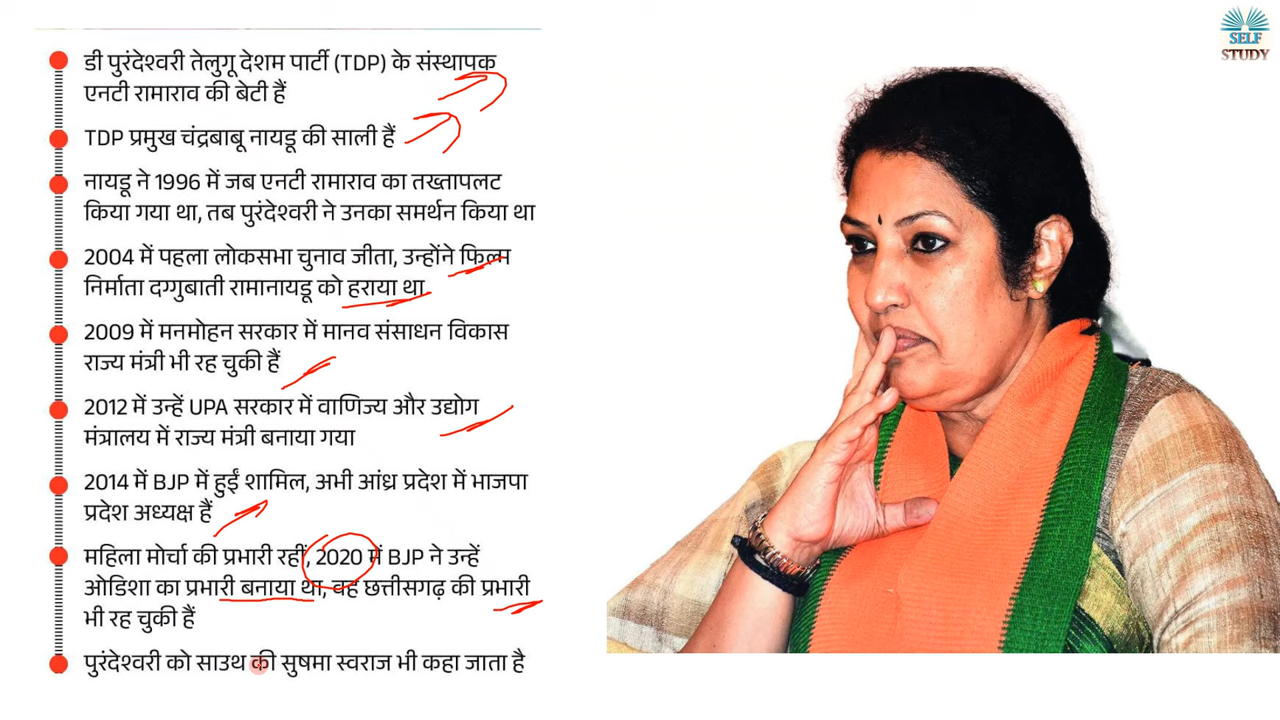 SELF
STUDY
डी पुरंदेश्वरी तेलुगू देशम पार्टी (TDP) के संस्थापक
एनटी रामाराव की बेटी हैं
TDP प्रमुख चंद्रबाबू नायडू की साली हैं
नायडू ने 1996 में जब एनटी रामाराव का तख्तापलट
किया गया था, तब पुरंदेश्वरी ने उनका समर्थन किया था
2004 में पहला लोकसभा चुनाव जीता, उन्होंने फिल्म
निर्माता दग्गुबाती रामानायडू को हराया था
2009 में मनमोहन सरकार में मानव संसाधन विकास
राज्य मंत्री भी रह चुकी हैं
2012 में उन्हें UPA सरकार में वाणिज्य और उद्योग
मंत्रालय में राज्य मंत्री बनाया गया
2014 में BJP में हुईं शामिल, अभी आंध्र प्रदेश में भाजपा
प्रदेश अध्यक्ष हैं
महिला मोर्चा की प्रभारी रहीं, 2020 में BJP ने उन्हें
ओडिशा का प्रभारी बनाया था, वह छत्तीसगढ़ की प्रभारी
भी रह चुकी हैं
पुरंदेश्वरी को साउथ की सुषमा स्वराज भी कहा जाता है